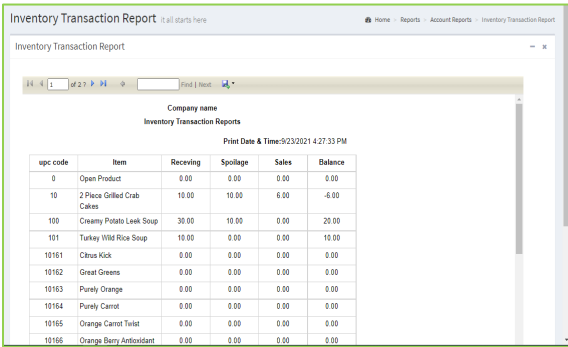 Inventory Transaction Report it all starts here
Home > Reports > Account Reports > Inventory Transaction Report
Inventory Transaction Report
1 of 2 ? Find | Next
Company name
Inventory Transaction Reports
Print Date & Time:9/23/2021 4:27:33 PM
upc code Item Receving Spoilage Sales Balance
0 Open Product 0.00 0.00 0.00 0.00
10 2 Piece Grilled Crab Cakes 10.00 10.00 6.00 -6.00
100 Creamy Potato Leek Soup 30.00 10.00 0.00 20.00
101 Turkey Wild Rice Soup 10.00 0.00 0.00 10.00
10161 Citrus Kick 0.00 0.00 0.00 0.00
10162 Great Greens 0.00 0.00 0.00 0.00
10163 Purely Orange 0.00 0.00 0.00 0.00
10164 Purely Carrot 0.00 0.00 0.00 0.00
10165 Orange Carrot Twist 0.00 0.00 0.00 0.00
10166 Orange Berry Antioxidant 0.00 0.00 0.00 0.00